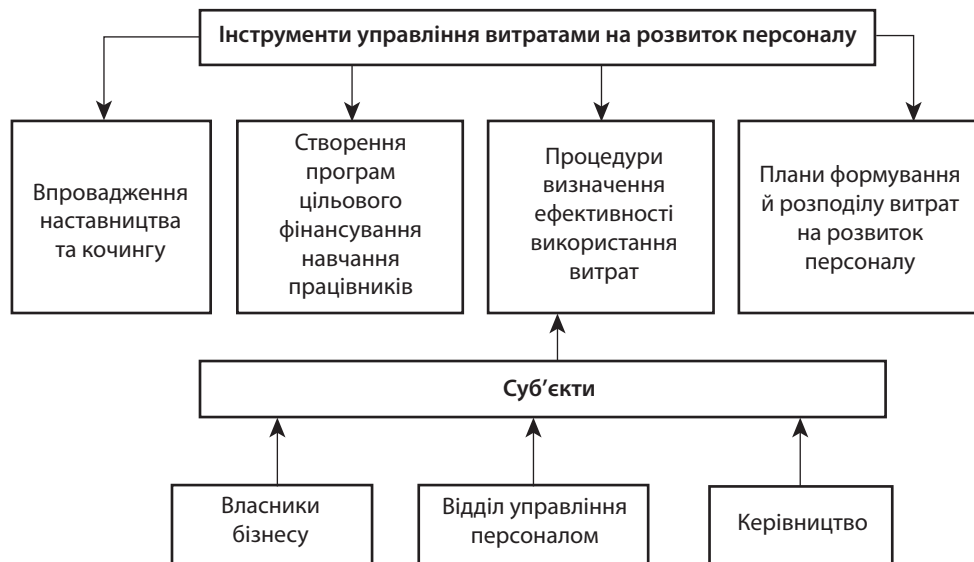 Інструменти управління витратами на розвиток персоналу
Впровадження
наставництва
та кочингу
Створення
програм
цільового
фінансування
навчання
працівників
Процедури
визначення
ефективності
використання
витрат
Плани формування
й розподілу витрат
на розвиток
персоналу
Суб’єкти
Власники
бізнесу
Відділ управління
персоналом
Керівництво